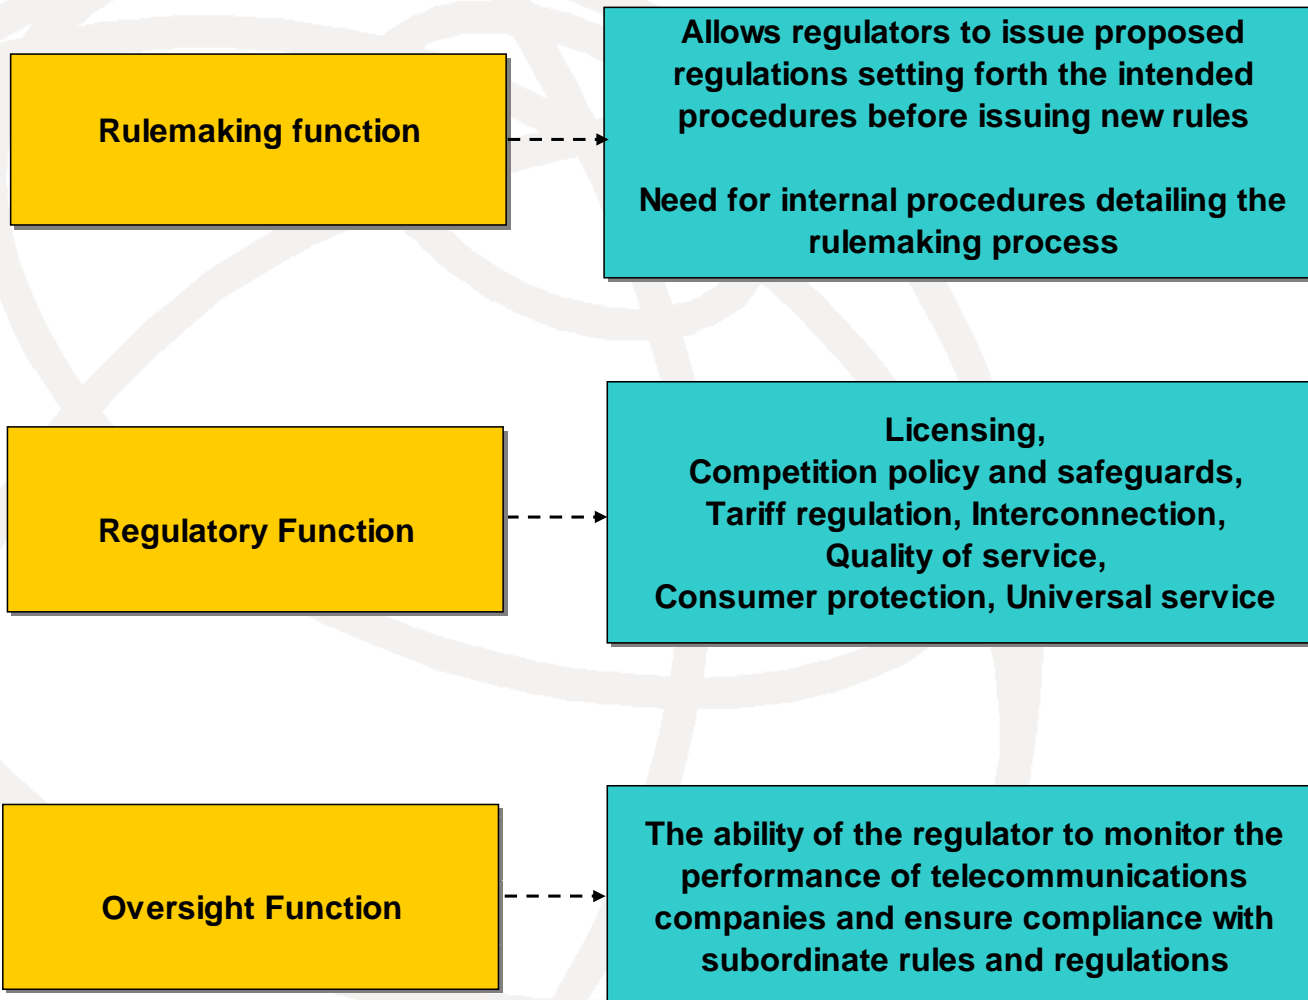 Rulemaking function
Allows regulators to issue proposed
regulations setting forth the intended
procedures before issuing new rules
Need for internal procedures detailing the
rulemaking process
Regulatory Function
Licensing,
Competition policy and safeguards,
Tariff regulation, Interconnection,
Quality of service,
Consumer protection, Universal service
Oversight Function
The ability of the regulator to monitor the
performance of telecommunications
companies and ensure compliance with
subordinate rules and regulations